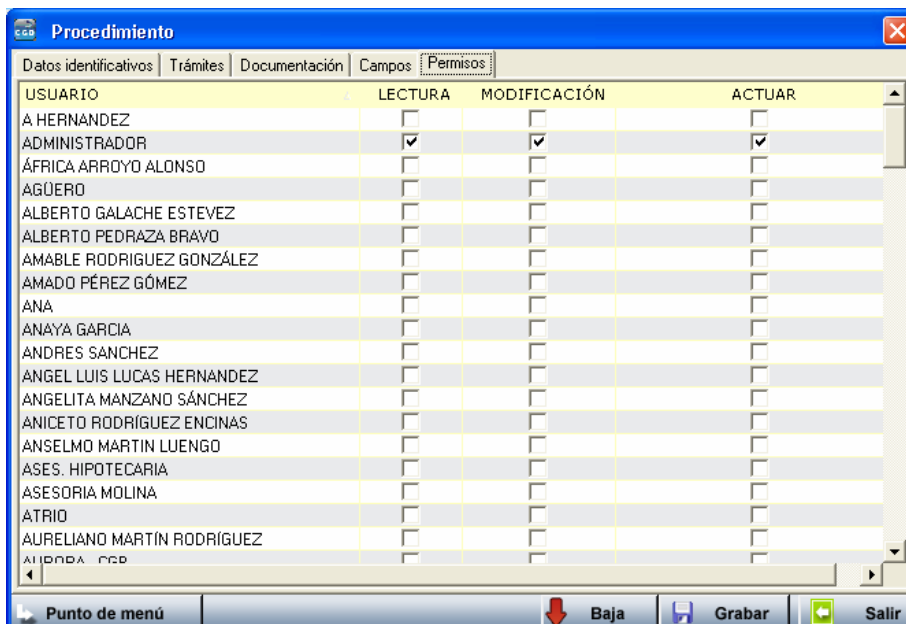 CGD Procedimiento
Datos identificativos Trámites Documentación Campos Permisos
USUARIO LECTURA MODIFICACIÓN ACTUAR
A HERNANDEZ
ADMINISTRADOR
ÁFRICA ARROYO ALONSO
AGÜERO
ALBERTO GALACHE ESTEVEZ
ALBERTO PEDRAZA BRAVO
AMABLE RODRIGUEZ GONZÁLEZ
AMADO PÉREZ GÓMEZ
ANA
ANAYA GARCIA
ANDRES SANCHEZ
ANGEL LUIS LUCAS HERNANDEZ
ANGELITA MANZANO SÁNCHEZ
ANICETO RODRÍGUEZ ENCINAS
ANSELMO MARTIN LUENGO
ASES. HIPOTECARIA
ASESORIA MOLINA
ATRIO
AURELIANO MARTÍN RODRÍGUEZ
AURORA
Punto de menú Baja Grabar Salir